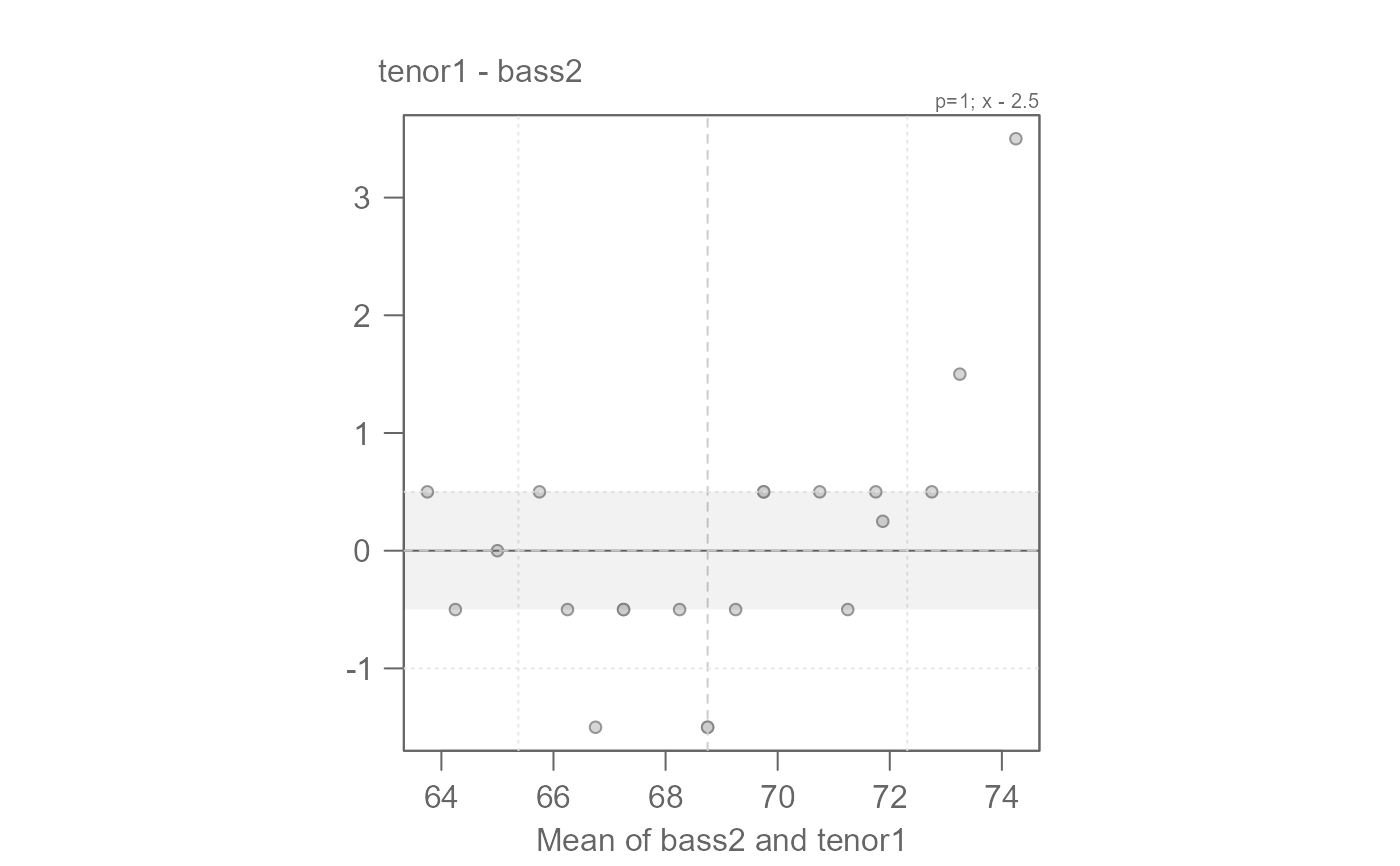 tenor1 - bass2
p=1; x - 2.5
3
2
1
0
-1
64 66 68 70 72 74
Mean of bass2 and tenor1